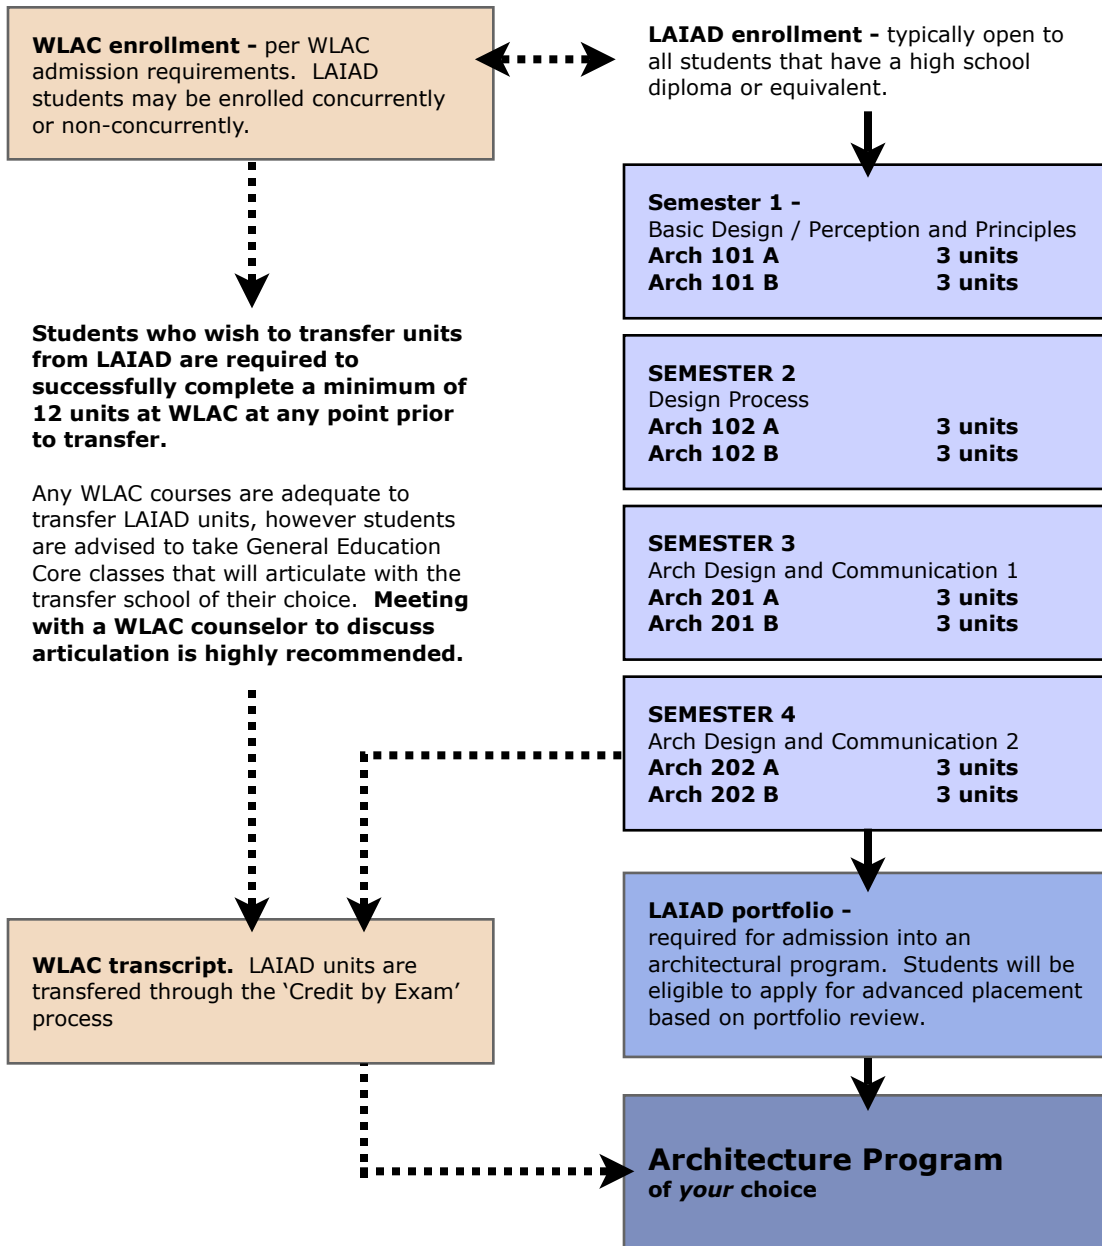 WLAC enrollment - per WLAC
admission requirements.  LAIAD
students may be enrolled concurrently
or non-concurrently.
LAIAD enrollment - typically open to
all students that have a high school
diploma or equivalent.
Semester 1 -
Basic Design / Perception and Principles
Arch 101 A 3 units
Arch 101 B 3 units
Students who wish to transfer units
from LAIAD are required to
successfully complete a minimum of
12 units at WLAC at any point prior
to transfer.
Any WLAC courses are adequate to
transfer LAIAD units, however students
are advised to take General Education
Core classes that will articulate with the
transfer school of their choice.  Meeting
with a WLAC counselor to discuss
articulation is highly recommended.
SEMESTER 2
Design Process
Arch 102 A 3 units
Arch 102 B 3 units
SEMESTER 3
Arch Design and Communication 1
Arch 201 A 3 units
Arch 201 B 3 units
SEMESTER 4
Arch Design and Communication 2
Arch 202 A 3 units
Arch 202 B 3 units
WLAC transcript.  LAIAD units are
transfered through the ‘Credit by Exam’
process
LAIAD portfolio -
required for admission into an
architectural program.  Students will be
eligible to apply for advanced placement
based on portfolio review.
Architecture Program
of your choice